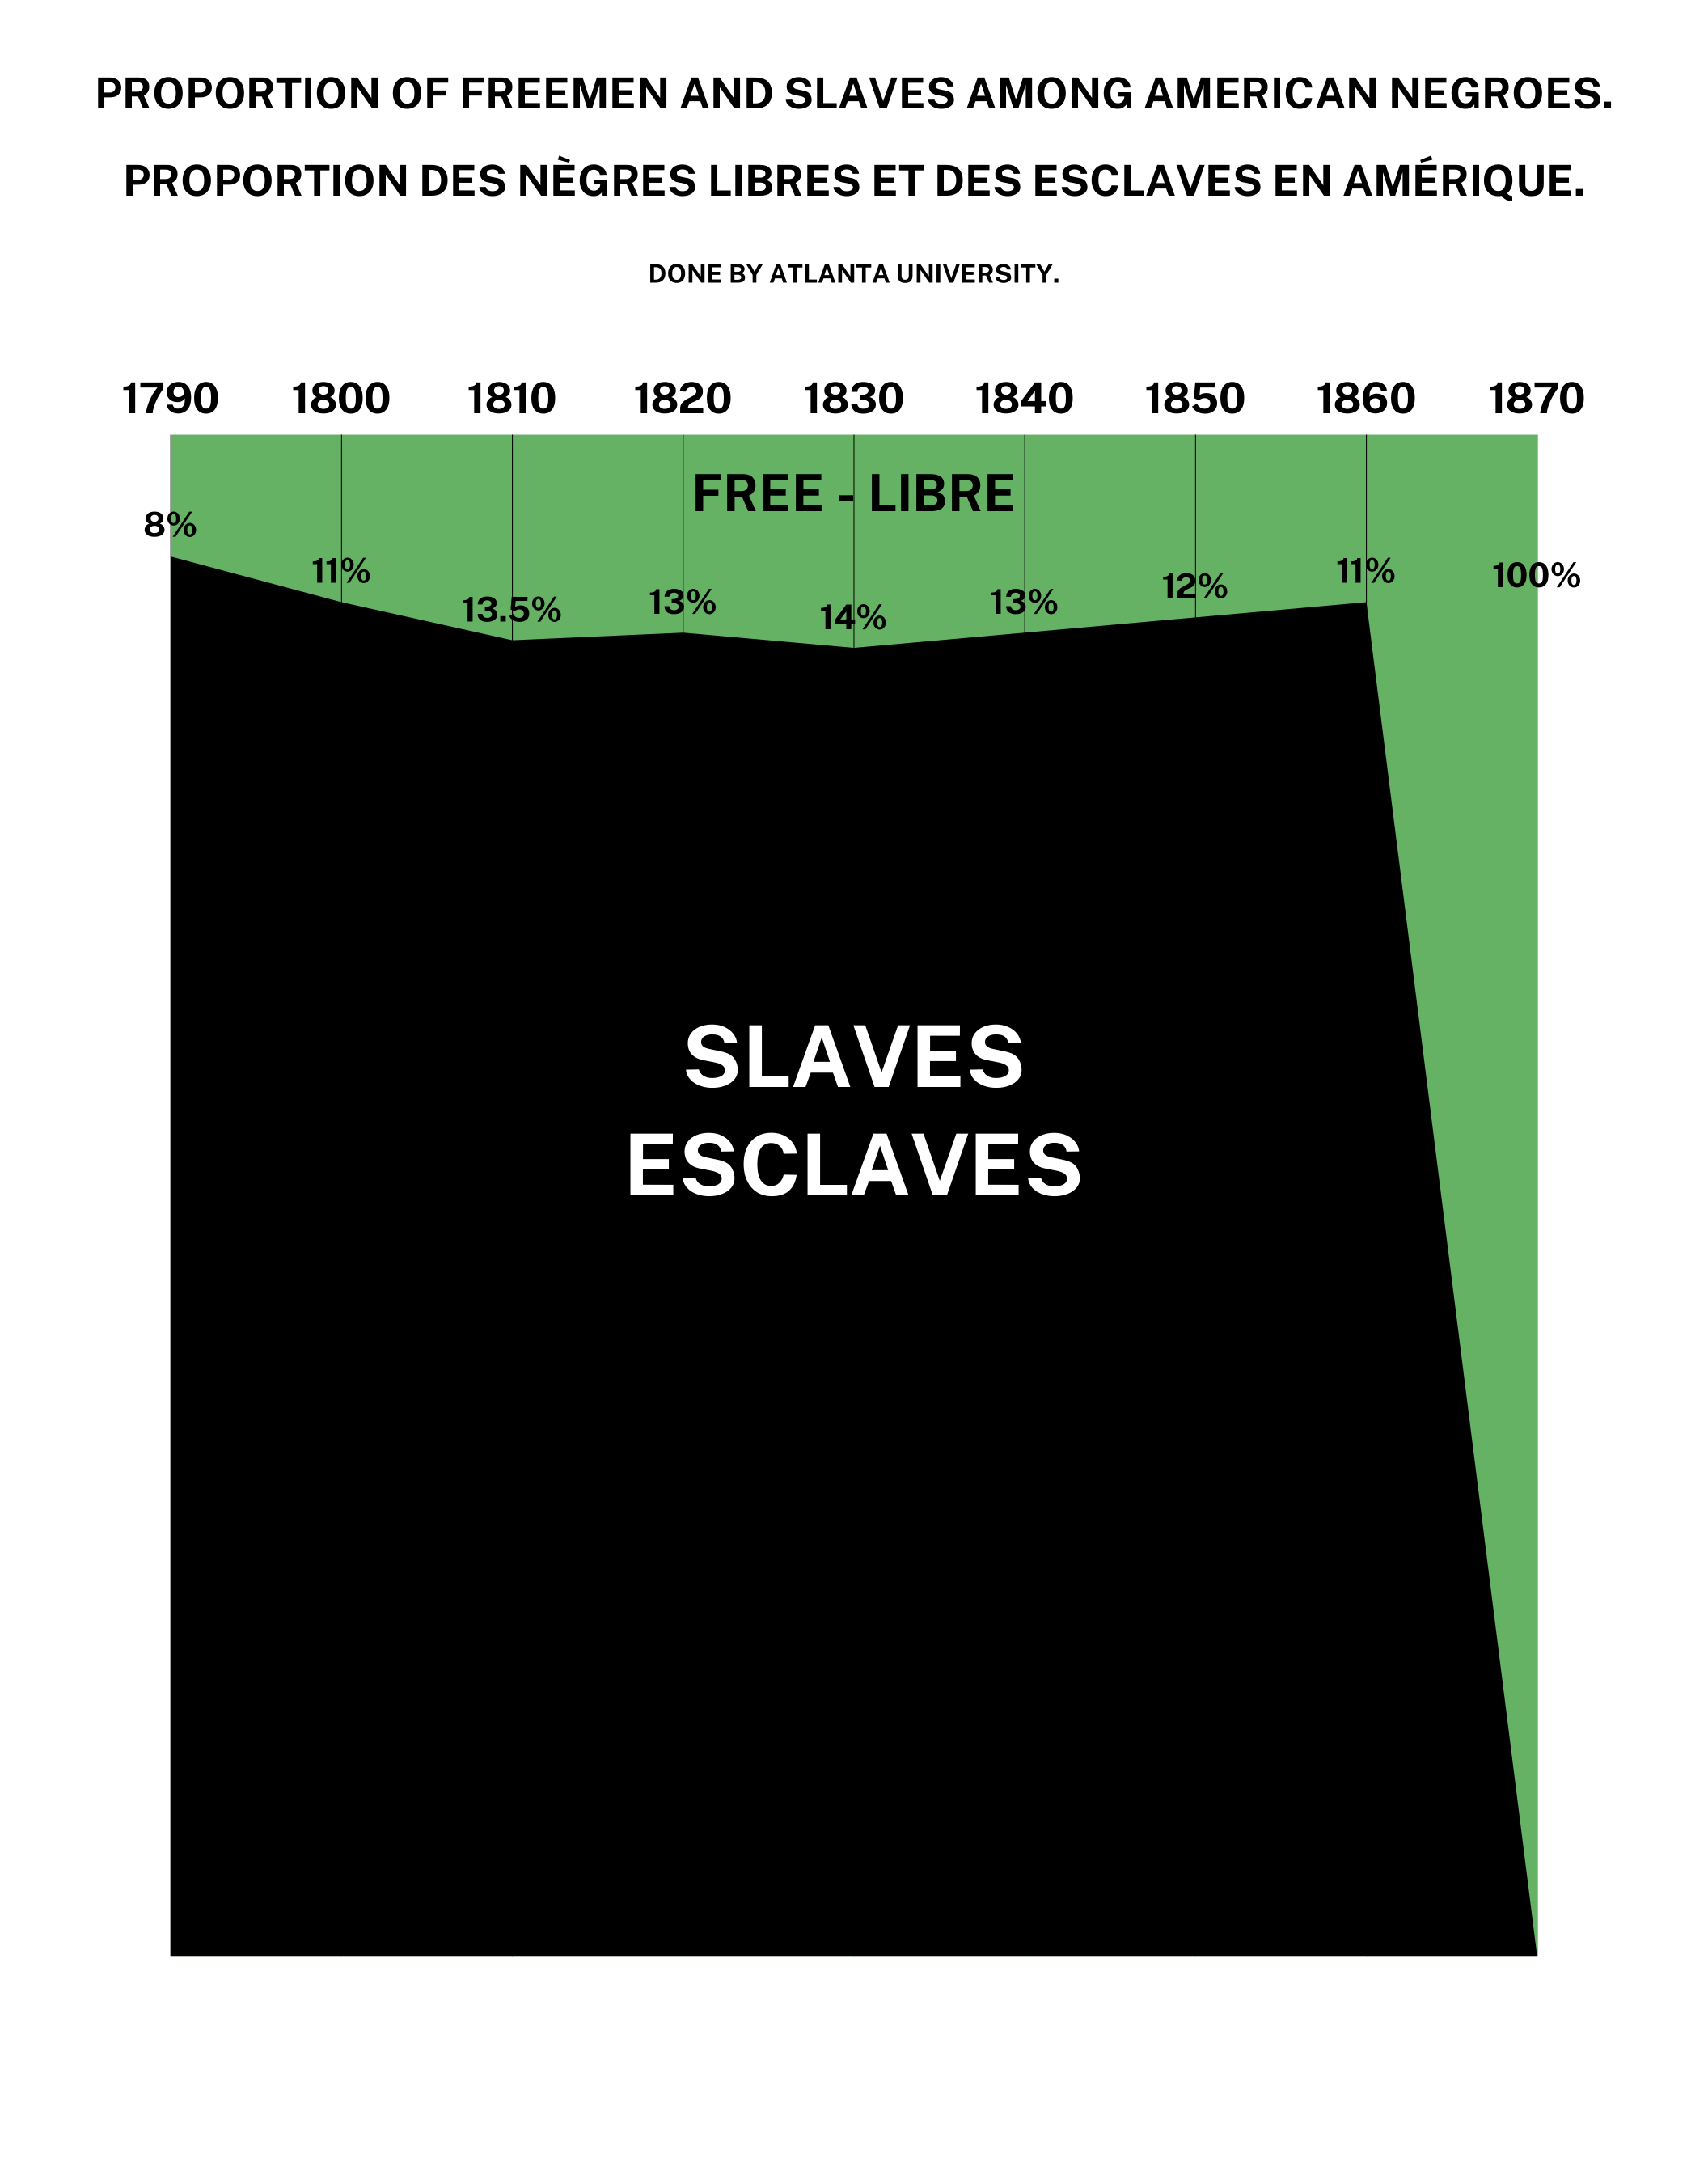 PROPORTION OF FREEMEN AND SLAVES AMONG AMERICAN NEGROES.
PROPORTION DES NÈGRES LIBRES ET DES ESCLAVES EN AMÉRIQUE.
DONE BY ATLANTA UNIVERSITY.
1790 1800 1810 1820 1830 1840 1850 1860 1870
FREE - LIBRE
8% 11% 13.5% 13% 14% 13% 12% 11% 100%
SLAVES
ESCLAVES